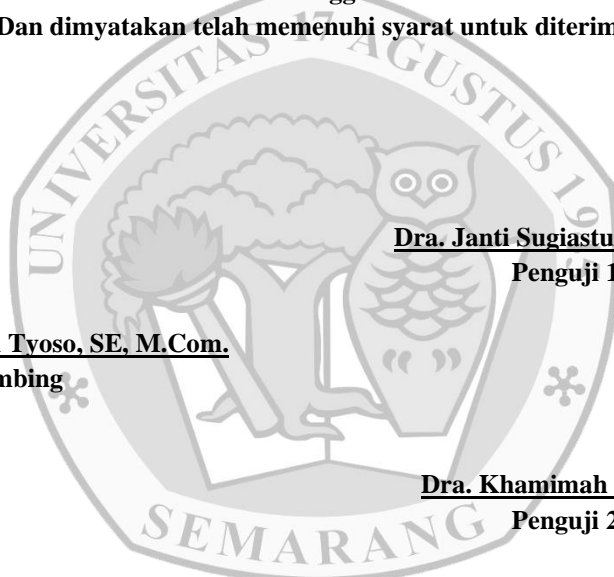 Dan dimyatakan telah memenuhi syarat untuk diterim
UNIVERSITAS 17 AGUSTUS 19
Dra. Janti Sugiastu
Penguji 1
Tyoso, SE, M.Com.
mbing
Dra. Khamimah
Penguji 2
SEMARANG